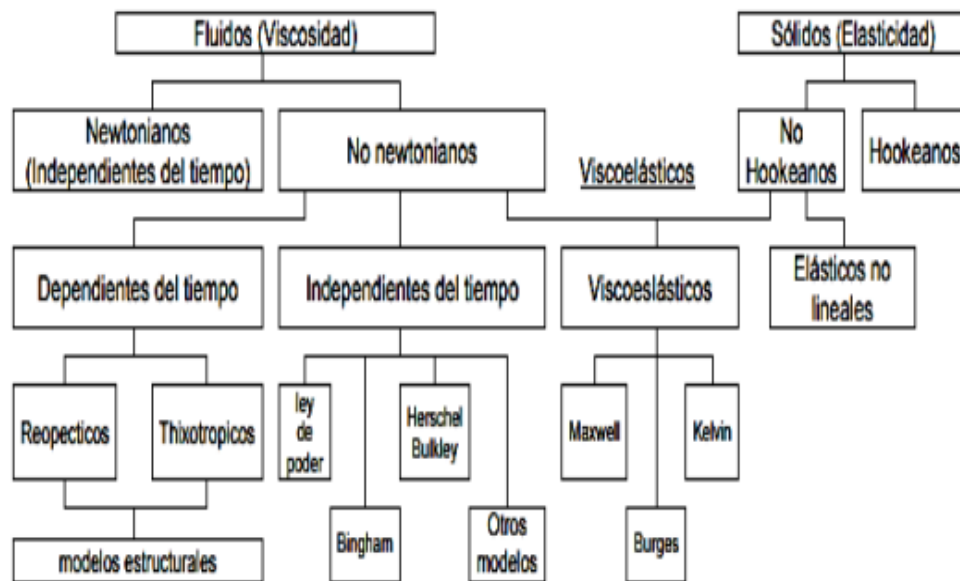 Fluidos (Viscosidad)
Sólidos (Elasticidad)
Newtonianos
(Independientes del tiempo)
No newtonianos
Viscoelásticos
No
Hookeanos
Hookeanos
Dependientes del tiempo
Independientes del tiempo
Viscoeslásticos
Elásticos no
lineales
Reopecticos
Thixotropicos
ley
de
poder
Herschel
Bulkley
Maxwell
Kelvin
modelos estructurales
Bingham
Otros
modelos
Burges